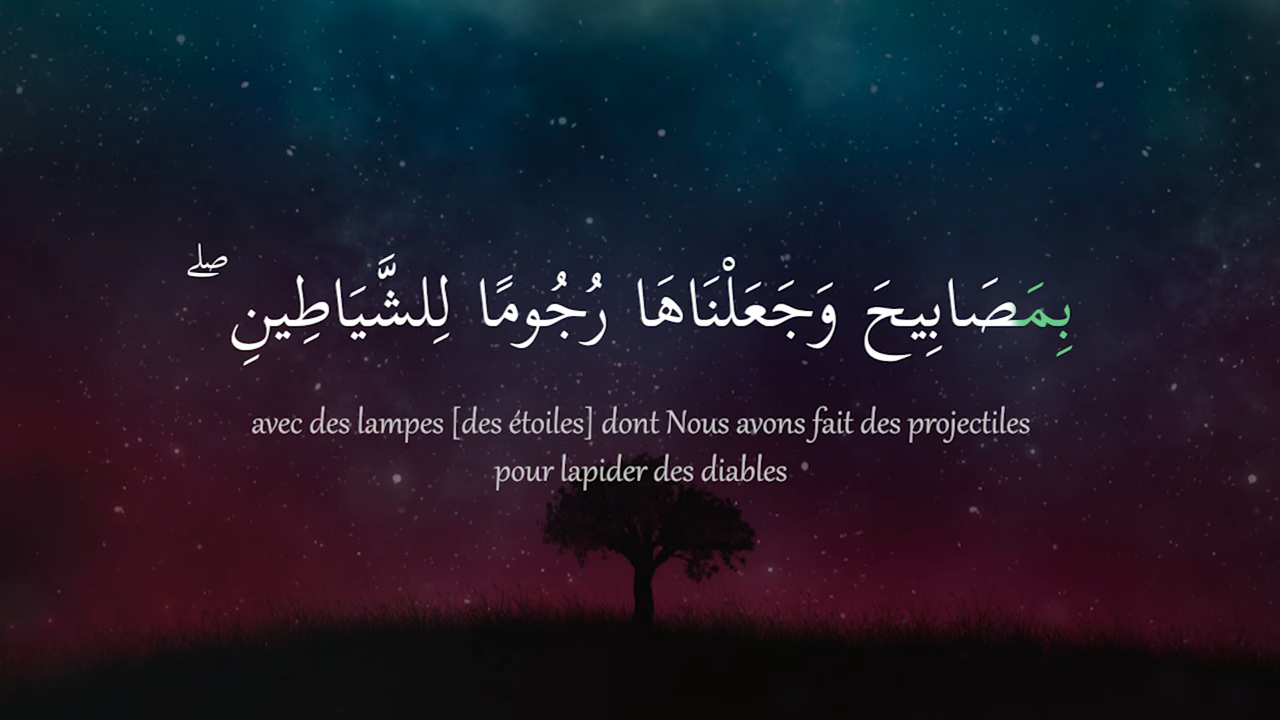 بِمَصَابِيحَ وَجَعَلْنَاهَا رُجُومًا لِلشَّيَاطِينِ ۖ
avec des lampes [des étoiles] dont Nous avons fait des projectiles
pour lapider des diables